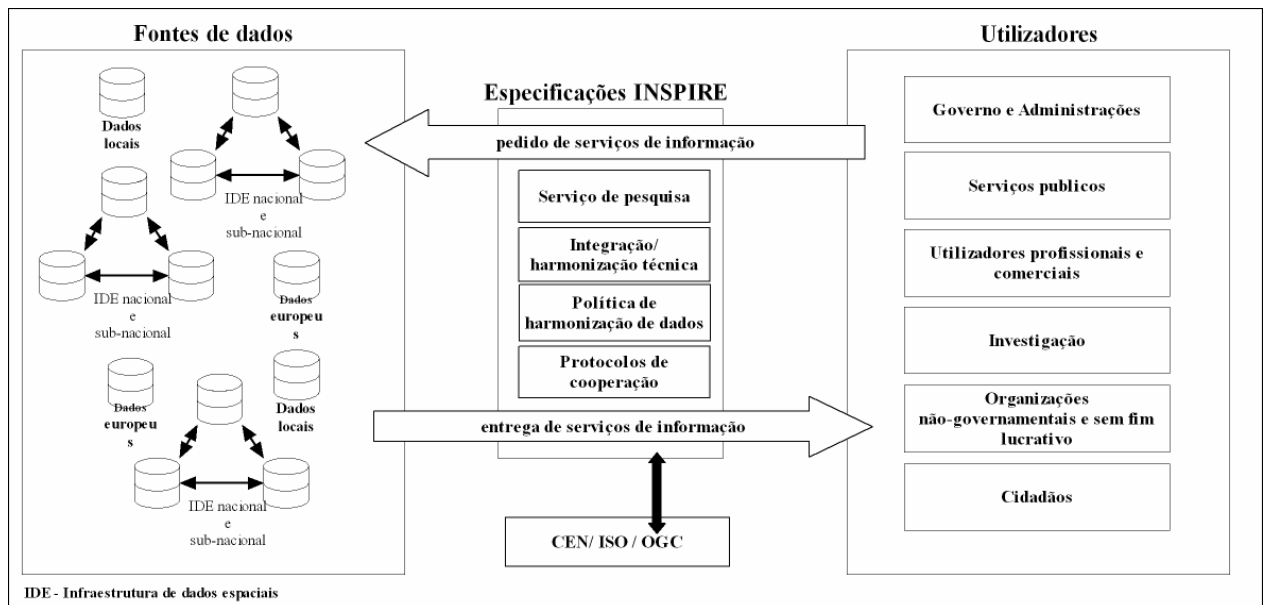 Fontes de dados
Dados
locais
IDE nacional
e
sub-nacional
IDE nacional
e
sub-nacional
Dados
europeu
s
Dados
europeu
s
Dados
locais
IDE nacional
e
sub-nacional
IDE - Infraestrutura de dados espaciais
Especificações INSPIRE
pedido de serviços de informação
Serviço de pesquisa
Integração/
harmonização técnica
Política de
harmonização de dados
Protocolos de
cooperação
entrega de serviços de informação
CEN/ ISO / OGC
Utilizadores
Governo e Administrações
Serviços publicos
Utilizadores profissionais e
comerciais
Investigação
Organizações
não-governamentais e sem fim
lucrativo
Cidadãos